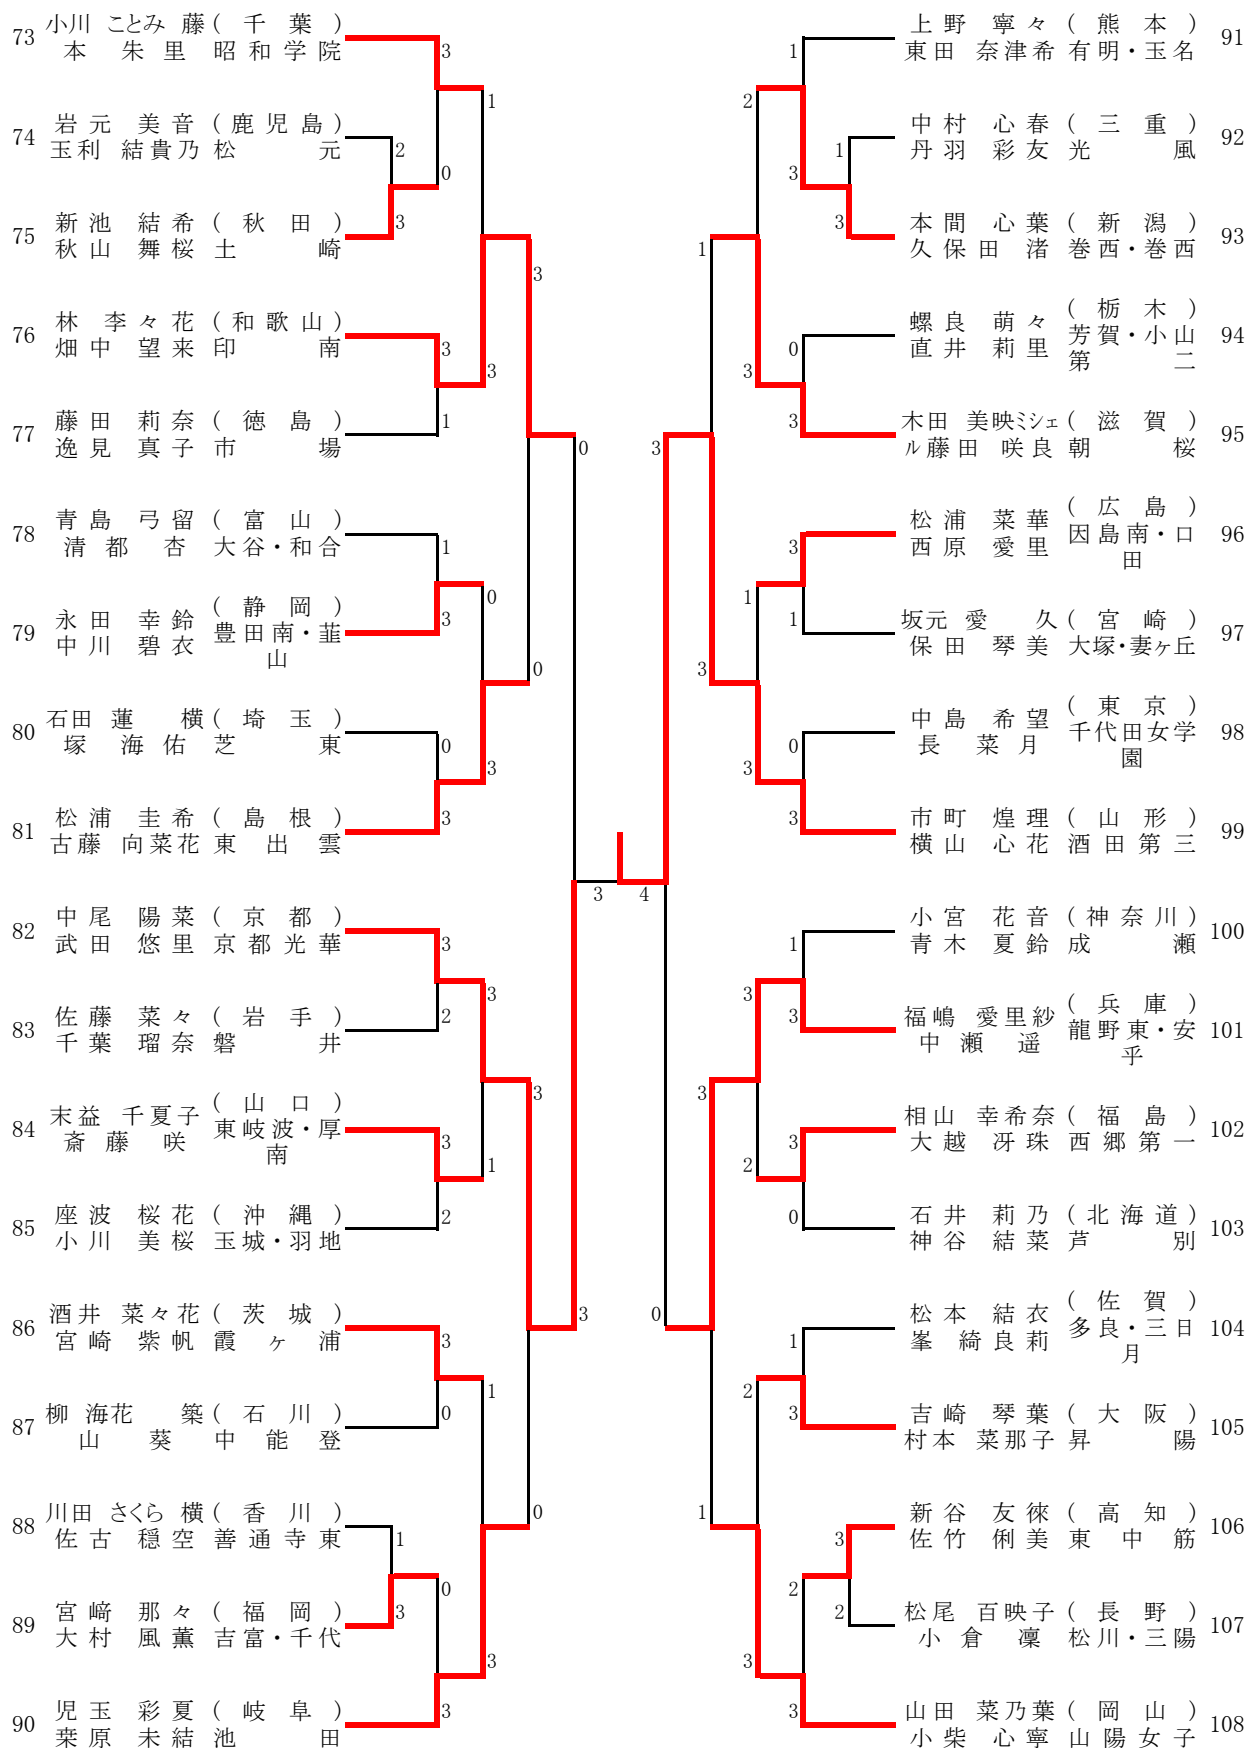 73 小川 ことみ 藤 ( 千葉 )
本 朱里 昭和学院
3
1
74 岩元 美音 ( 鹿児島 )
玉利 結貴乃 松元
2
0
75 新池 結希 ( 秋田 )
秋山 舞桜 土崎
3
3
76 林 李々花 ( 和歌山 )
畑中 望来 印南
3
3
77 藤田 莉奈 ( 徳島 )
逸見 真子 市場
1
0
78 青島 弓留 ( 富山 )
清都 杏 大谷・和合
1
0
79 永田 幸鈴 ( 静岡 )
中川 碧衣 豊田南・韮
山
3
0
80 石田 蓮 横 ( 埼玉 )
塚 海佑 芝東
0
3
81 松浦 圭希 ( 島根 )
古藤 向菜花 東出雲
3
3 4
82 中尾 陽菜 ( 京都 )
武田 悠里 京都光華
3
3
83 佐藤 菜々 ( 岩手 )
千葉 瑠奈 磐井
2
3
84 末益 千夏子 ( 山口 )
斎藤 咲 東岐波・厚
南
3
1
85 座波 桜花 ( 沖縄 )
小川 美桜 玉城・羽地
2
3
86 酒井 菜々花 ( 茨城 )
宮崎 紫帆 霞ヶ浦
3
1
87 柳 海花 築 ( 石川 )
山 葵 中能登
0
0
88 川田 さくら 横 ( 香川 )
佐古 穏空 善通寺東
1
0
89 宮﨑 那々 ( 福岡 )
大村 風薫 吉富・千代
3
3
90 児玉 彩夏 ( 岐阜 )
桒原 未結 池田
3
上野 寧々 ( 熊本 ) 91
東田 奈津希 有明・玉名
1
2
中村 心春 ( 三重 ) 92
丹羽 彩友 光風
1
3
本間 心葉 ( 新潟 ) 93
久保田 渚 巻西・巻西
3
1
螺良 萌々 ( 栃木 ) 94
直井 莉里 芳賀・小山
第二
0
3
木田 美映ミシェ ( 滋賀 ) 95
ル藤田 咲良 朝桜
3
3
松浦 菜華 ( 広島 ) 96
西原 愛里 因島南・口
田
3
1
坂元 愛 久 ( 宮崎 ) 97
保田 琴美 大塚・妻ヶ丘
1
3
中島 希望 ( 東京 ) 98
長 菜月 千代田女学
園
0
3
市町 煌理 ( 山形 ) 99
横山 心花 酒田第三
3
小宮 花音 ( 神奈川 ) 100
青木 夏鈴 成瀬
1
3
福嶋 愛里紗 ( 兵庫 ) 101
中瀬 遥 龍野東・安
乎
3
3
相山 幸希奈 ( 福島 ) 102
大越 冴珠 西郷第一
3
2
石井 莉乃 ( 北海道 ) 103
神谷 結菜 芦別
0
0
松本 結衣 ( 佐賀 ) 104
峯 綺良莉 多良・三日
月
1
2
吉崎 琴葉 ( 大阪 ) 105
村本 菜那子 昇陽
3
1
新谷 友徠 ( 高知 ) 106
佐竹 俐美 東中筋
3
2
松尾 百映子 ( 長野 ) 107
小倉 凜 松川・三陽
2
3
山田 菜乃葉 ( 岡山 ) 108
小柴 心寧 山陽女子
3